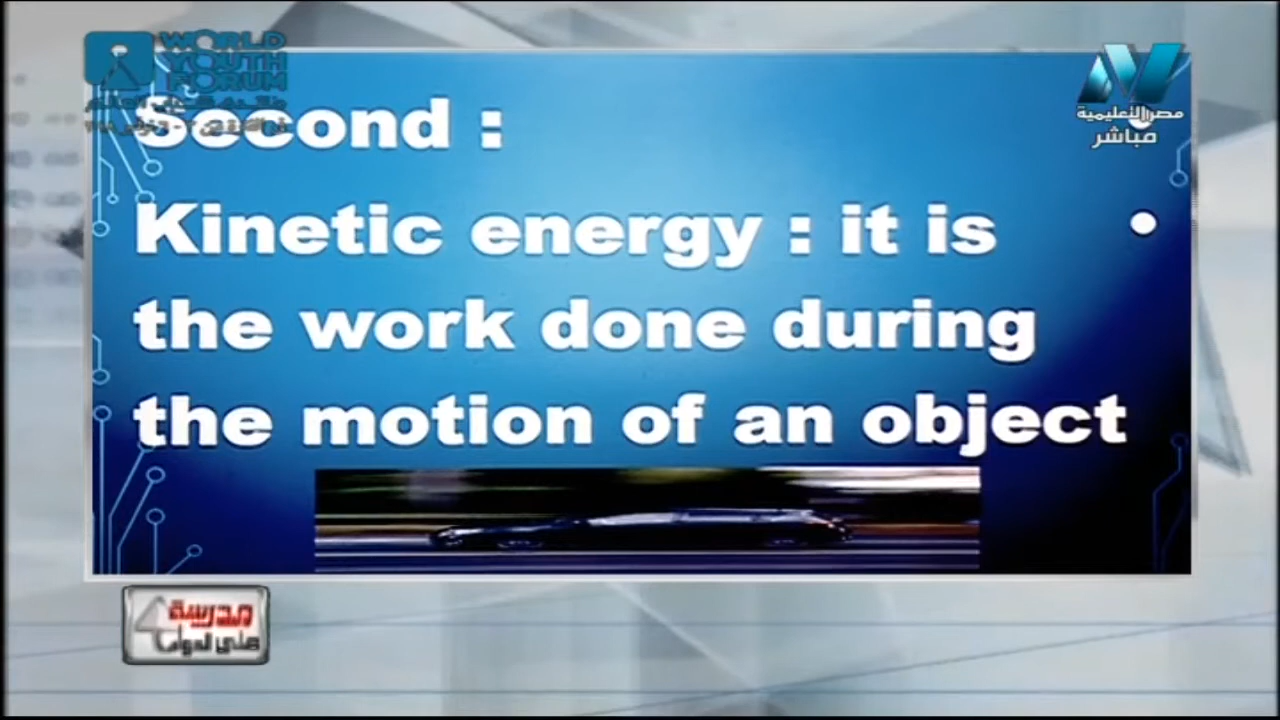 WORLD
YOUTH
FORUM
مصر التعليمية
مباشر
Second :
Kinetic energy : it is
the work done during
the motion of an object
مدرسة
على الهواء